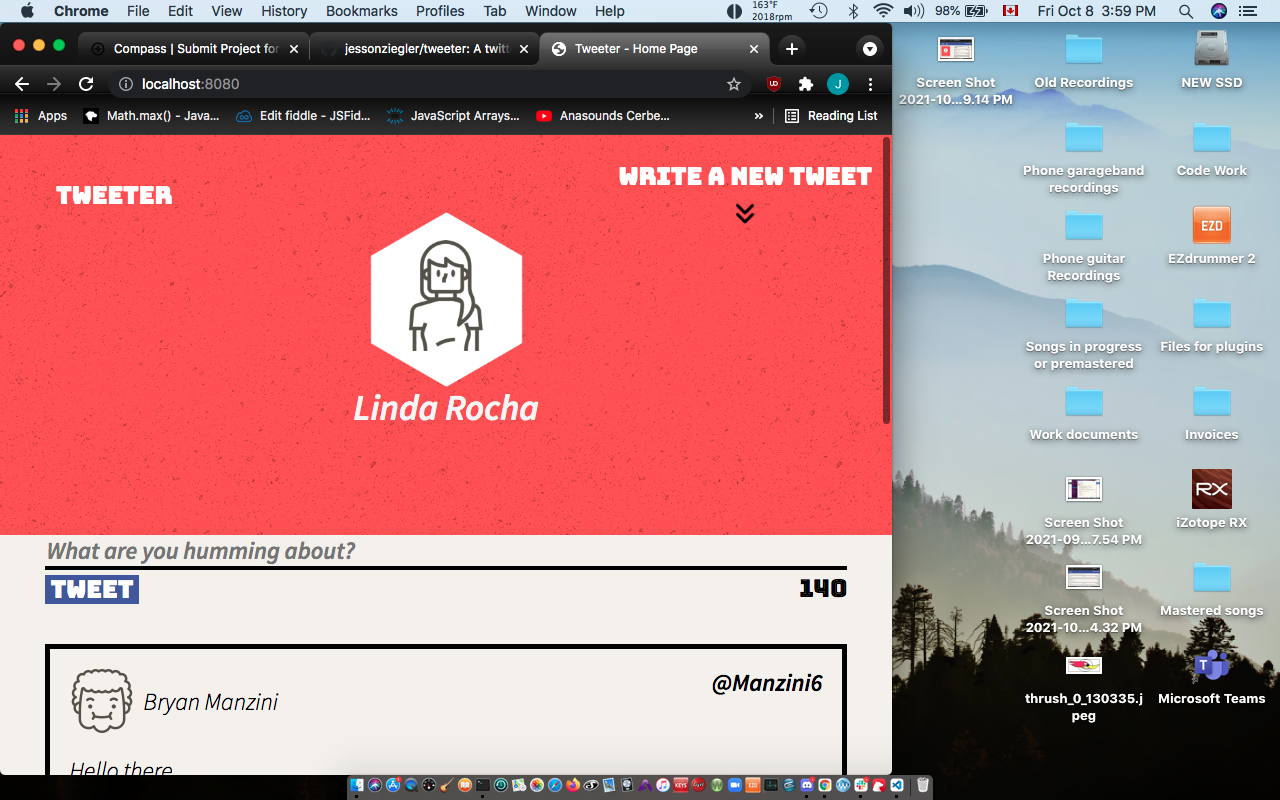 Chrome File Edit View History Bookmarks Profiles Tab Window Help
163°F
2018rpm
98%
Fri Oct 8 3:59 PM
Compass | Submit Project for
jessonziegler/tweeter: A twitt
Tweeter - Home Page
localhost:8080
J
Apps
Math.max() - Java...
Edit fiddle - JSFid...
JavaScript Arrays...
Anasounds Cerbe...
»
Reading List
TWEETER
WRITE A NEW TWEET
Linda Rocha
What are you humming about?
TWEET
140
Bryan Manzini
@Manzini6
Hello there
Screen Shot
2021-10...9.14 PM
Old Recordings
NEW SSD
Phone garageband
recordings
Code Work
Phone guitar
Recordings
EZD
EZdrummer 2
Songs in progress
or premastered
Files for plugins
Work documents
Invoices
Screen Shot
2021-09...7.54 PM
RX
iZotope RX
Screen Shot
2021-10...4.32 PM
Mastered songs
thrush_0_130335.j
peg
T
Microsoft Teams
KEYS
EZD